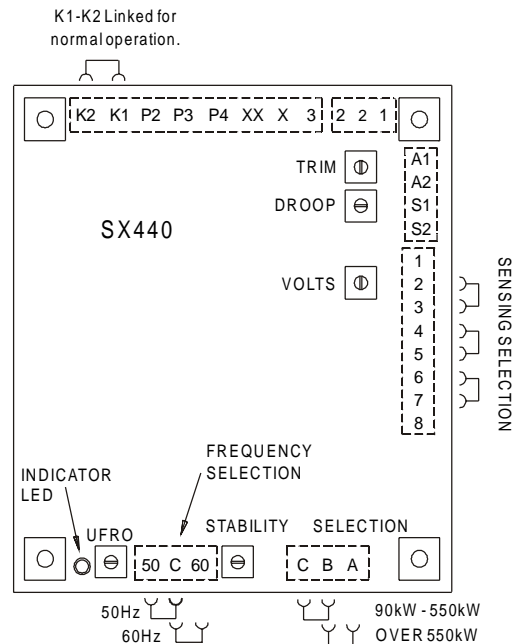 K1-K2 Linked for
normal operation.
K2 K1 P2 P3 P4 XX X 3 2 2 1
TRIM
DROOP
A1
A2
S1
S2
SX440
VOLTS
1
2
3
4
5
6
7
8
SENSING SELECTION
FREQUENCY
SELECTION
INDICATOR
LED
UFRO
STABILITY
SELECTION
50 C 60
C B A
50Hz
60Hz
90kW - 550kW
OVER 550kW